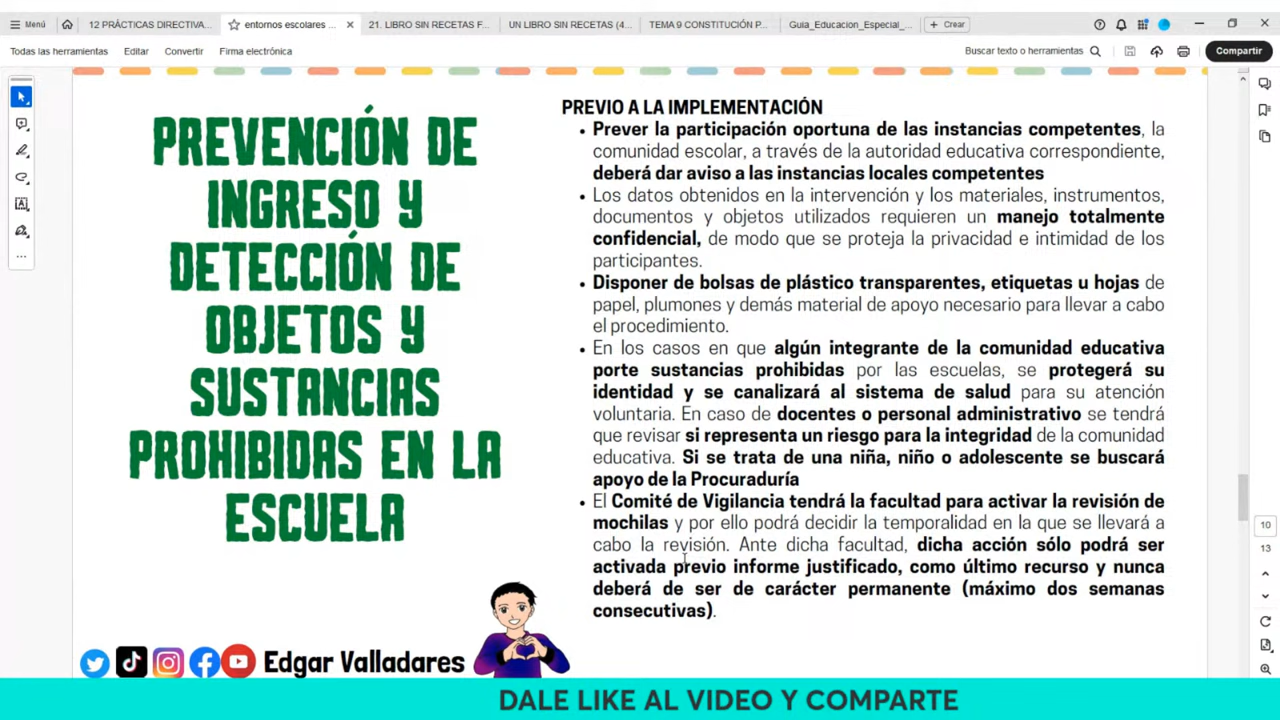 Menú
12 PRÁCTICAS DIRECTIVA...
entornos escolares ...
21. LIBRO SIN RECETAS F...
UN LIBRO SIN RECETAS (4...
TEMA 9 CONSTITUCIÓN P...
Guia_Educacion_Especial_...
+ Crear
Todas las herramientas
Editar
Convertir
Firma electrónica
Buscar texto o herramientas
Compartir
PREVENCIÓN DE
INGRESO Y
DETECCIÓN DE
OBJETOS Y
SUSTANCIAS
PROHIBIDAS EN LA
ESCUELA
Edgar Valladares
PREVIO A LA IMPLEMENTACIÓN
• Prever la participación oportuna de las instancias competentes, la
comunidad escolar, a través de la autoridad educativa correspondiente,
deberá dar aviso a las instancias locales competentes
• Los datos obtenidos en la intervención y los materiales, instrumentos,
documentos y objetos utilizados requieren un manejo totalmente
confidencial, de modo que se proteja la privacidad e intimidad de los
participantes.
• Disponer de bolsas de plástico transparentes, etiquetas u hojas de
papel, plumones y demás material de apoyo necesario para llevar a cabo
el procedimiento.
• En los casos en que algún integrante de la comunidad educativa
porte sustancias prohibidas por las escuelas, se protegerá su
identidad y se canalizará al sistema de salud para su atención
voluntaria. En caso de docentes o personal administrativo se tendrá
que revisar si representa un riesgo para la integridad de la comunidad
educativa. Si se trata de una niña, niño o adolescente se buscará
apoyo de la Procuraduría
• El Comité de Vigilancia tendrá la facultad para activar la revisión de
mochilas y por ello podrá decidir la temporalidad en la que se llevará a
cabo la revisión. Ante dicha facultad, dicha acción sólo podrá ser
activada previo informe justificado, como último recurso y nunca
deberá de ser de carácter permanente (máximo dos semanas
consecutivas).
10
13
DALE LIKE AL VIDEO Y COMPARTE